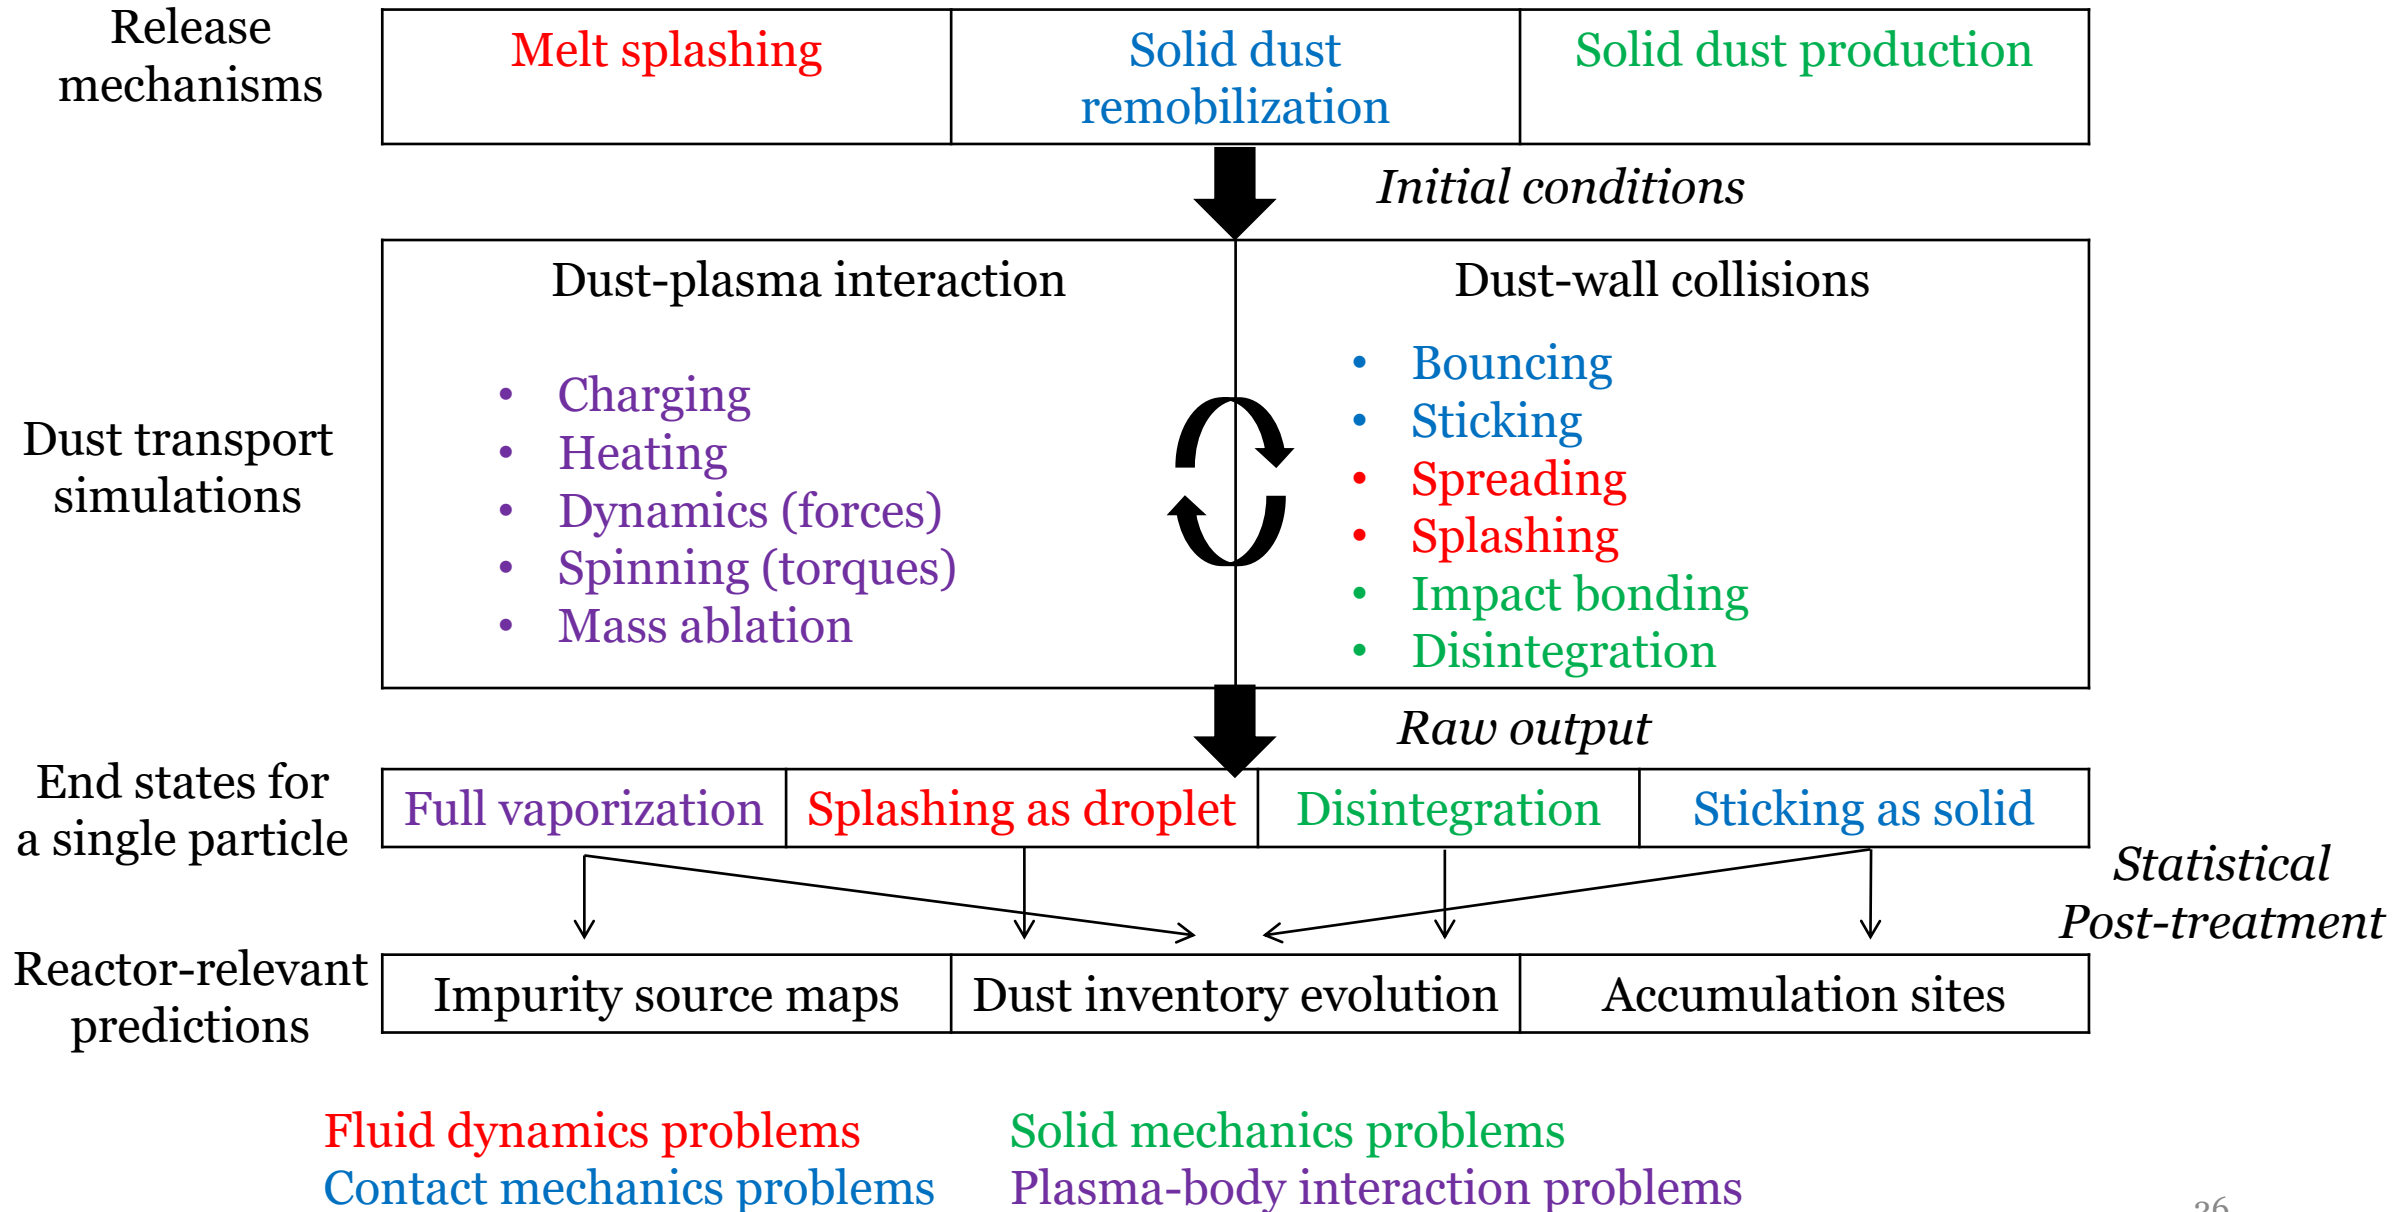 Release
mechanisms
Melt splashing
Solid dust
remobilization
Solid dust production
Initial conditions
Dust transport
simulations
Dust-plasma interaction
• Charging
• Heating
• Dynamics (forces)
• Spinning (torques)
• Mass ablation
Dust-wall collisions
• Bouncing
• Sticking
• Spreading
• Splashing
• Impact bonding
• Disintegration
Raw output
End states for
a single particle
Full vaporization
Splashing as droplet
Disintegration
Sticking as solid
Statistical
Post-treatment
Reactor-relevant
predictions
Impurity source maps
Dust inventory evolution
Accumulation sites
Fluid dynamics problems
Solid mechanics problems
Contact mechanics problems
Plasma-body interaction problems